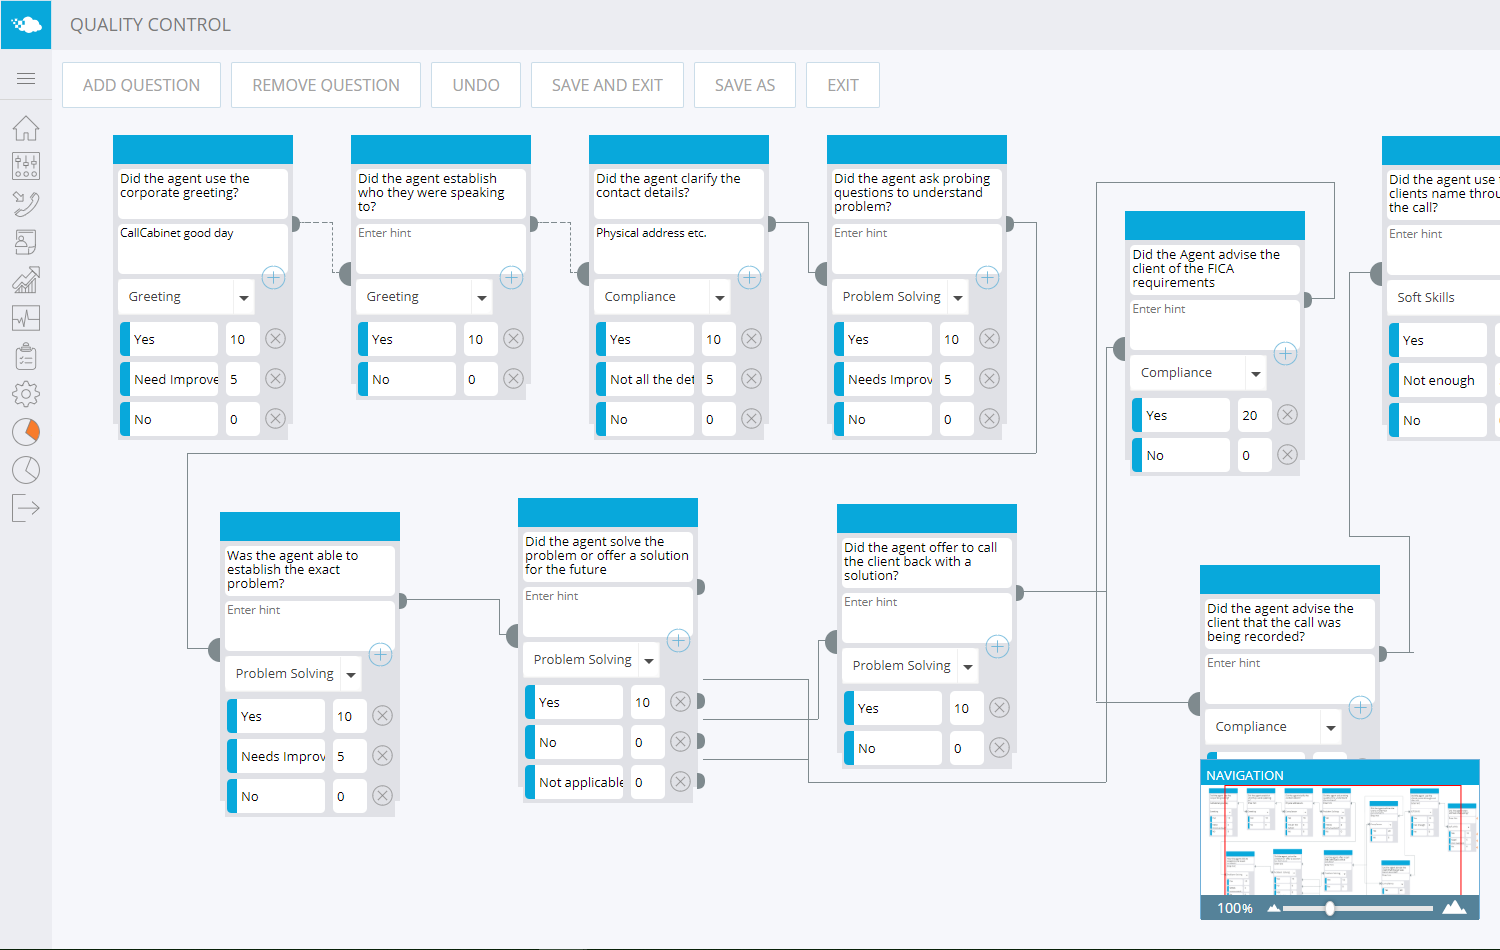 QUALITY CONTROL
ADD QUESTION
REMOVE QUESTION
UNDO
SAVE AND EXIT
SAVE AS
EXIT
Did the agent use the
corporate greeting?
CallCabinet good day
Greeting
Yes 10
Need Improve 5
No 0
Did the agent establish
who they were speaking
to?
Enter hint
Greeting
Yes 10
No 0
Did the agent clarify the
contact details?
Physical address etc.
Compliance
Yes 10
Not all the det 5
No 0
Did the agent ask probing
questions to understand
problem?
Enter hint
Problem Solving
Yes 10
Needs Improv 5
No 0
Did the Agent advise the
client of the FICA
requirements
Enter hint
Compliance
Yes 20
No 0
Did the agent use
clients name throu
the call?
Enter hint
Soft Skills
Yes
Not enough
No
Was the agent able to
establish the exact
problem?
Enter hint
Problem Solving
Yes 10
Needs Improv 5
No 0
Did the agent solve the
problem or offer a solution
for the future
Enter hint
Problem Solving
Yes 10
No 0
Not applicable 0
Did the agent offer to call
the client back with a
solution?
Enter hint
Problem Solving
Yes 10
No 0
Did the agent advise the
client that the call was
being recorded?
Enter hint
Compliance
NAVIGATION
100%